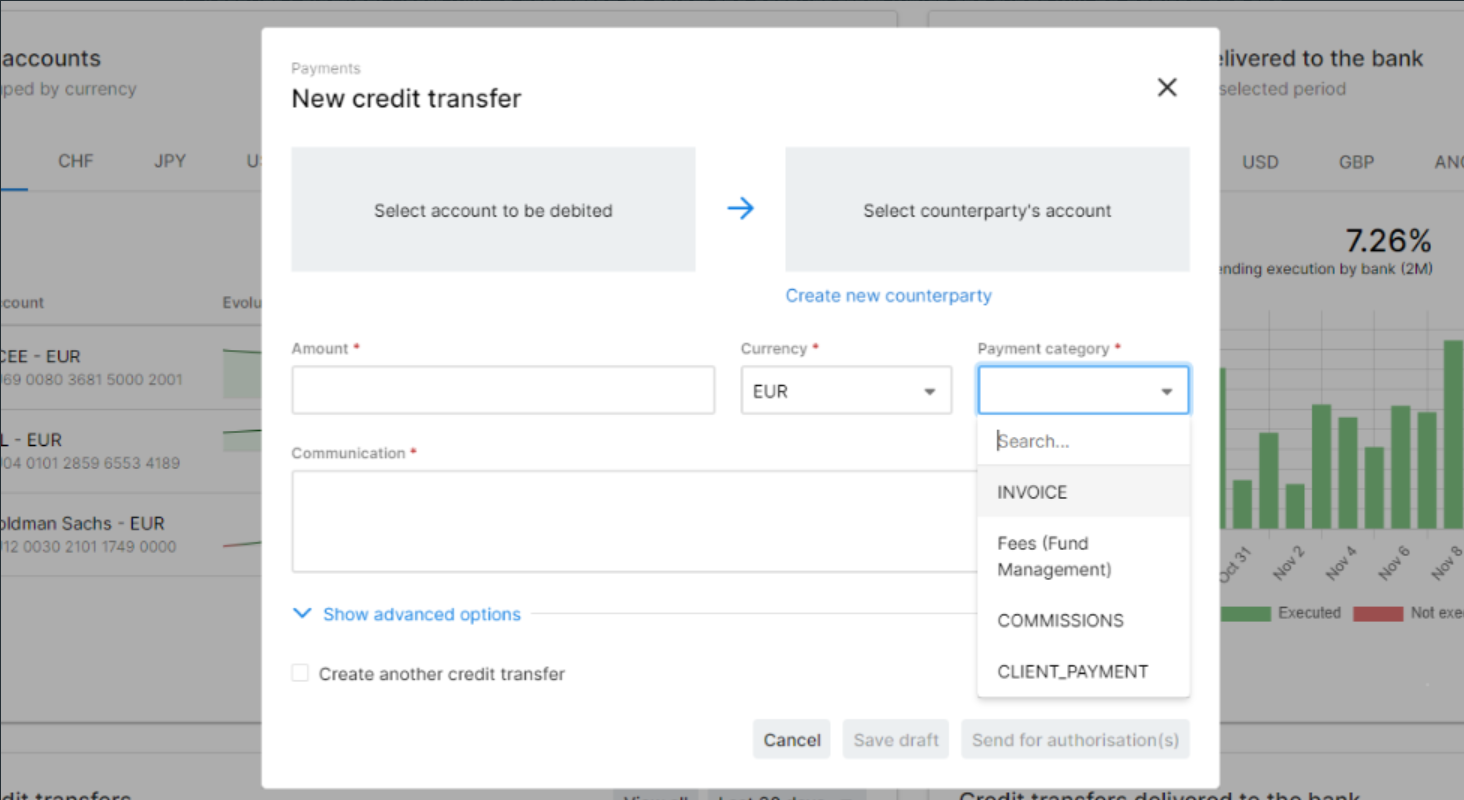 accounts
ped by currency
CHF JPY
count Evolu
CEE - EUR
069 0080 3681 5000 2001
L - EUR
004 0101 2859 6553 4189
oldman Sachs - EUR
012 0030 2101 1749 0000
Payments
New credit transfer
Select account to be debited
Select counterparty's account
Create new counterparty
Amount *
Currency *
Payment category *
EUR
Search...
INVOICE
Fees (Fund
Management)
COMMISSIONS
CLIENT_PAYMENT
Communication *
Show advanced options
Create another credit transfer
Cancel
Save draft
Send for authorisation(s)
elivered to the bank
selected period
USD GBP ANG
7.26%
ending execution by bank (2M)
Oct 31 Nov 2 Nov 4 Nov 6 Nov 8
Executed Not exe
dit transfers
Credit transfers delivered to the bank